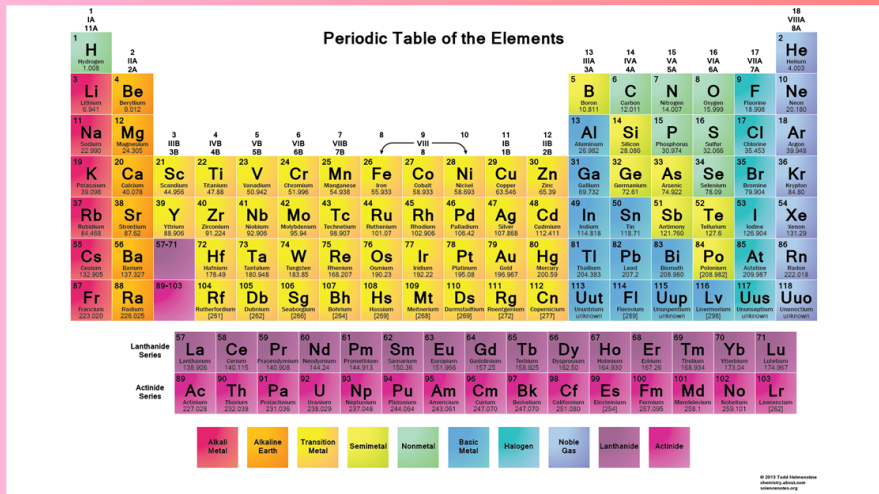 Periodic Table of the Elements
1 IA 11A
2 IIA 2A
3 IIIB 3B
4 IVB 4B
5 VB 5B
6 VIB 6B
7 VIIB 7B
8 9 10
VIII
8
11 IB 1B
12 IIB 2B
13 IIIA 3A
14 IVA 4A
15 VA 5A
16 VIA 6A
17 VIIA 7A
18 VIIIA 8A
1 H Hydrogen 1.008
2 He Helium 4.003
3 Li Lithium 6.941
4 Be Beryllium 9.012
5 B Boron 10.811
6 C Carbon 12.011
7 N Nitrogen 14.007
8 O Oxygen 15.999
9 F Fluorine 18.998
10 Ne Neon 20.180
11 Na Sodium 22.990
12 Mg Magnesium 24.305
13 Al Aluminum 26.982
14 Si Silicon 28.086
15 P Phosphorus 30.974
16 S Sulfur 32.066
17 Cl Chlorine 35.453
18 Ar Argon 39.948
19 K Potassium 39.098
20 Ca Calcium 40.078
21 Sc Scandium 44.956
22 Ti Titanium 47.88
23 V Vanadium 50.942
24 Cr Chromium 51.996
25 Mn Manganese 54.938
26 Fe Iron 55.933
27 Co Cobalt 58.933
28 Ni Nickel 58.693
29 Cu Copper 63.546
30 Zn Zinc 65.39
31 Ga Gallium 69.732
32 Ge Germanium 72.61
33 As Arsenic 74.922
34 Se Selenium 78.09
35 Br Bromine 79.904
36 Kr Krypton 84.80
37 Rb Rubidium 84.468
38 Sr Strontium 87.62
39 Y Yttrium 88.906
40 Zr Zirconium 91.224
41 Nb Niobium 92.906
42 Mo Molybdenum 95.94
43 Tc Technetium 98.907
44 Ru Ruthenium 101.07
45 Rh Rhodium 102.906
46 Pd Palladium 106.42
47 Ag Silver 107.868
48 Cd Cadmium 112.411
49 In Indium 114.818
50 Sn Tin 118.71
51 Sb Antimony 121.760
52 Te Tellurium 127.6
53 I Iodine 126.904
54 Xe Xenon 131.29
55 Cs Cesium 132.905
56 Ba Barium 137.327
57-71
72 Hf Hafnium 178.49
73 Ta Tantalum 180.948
74 W Tungsten 183.85
75 Re Rhenium 186.207
76 Os Osmium 190.23
77 Ir Iridium 192.22
78 Pt Platinum 195.08
79 Au Gold 196.967
80 Hg Mercury 200.59
81 Tl Thallium 204.383
82 Pb Lead 207.2
83 Bi Bismuth 208.980
84 Po Polonium [208.982]
85 At Astatine 209.987
86 Rn Radon 222.018
87 Fr Francium 223.020
88 Ra Radium 226.025
89-103
104 Rf Rutherfordium [261]
105 Db Dubnium [262]
106 Sg Seaborgium [266]
107 Bh Bohrium [264]
108 Hs Hassium [269]
109 Mt Meitnerium [268]
110 Ds Darmstadtium [269]
111 Rg Roentgenium [272]
112 Cn Copernicium [277]
113 Uut Ununtrium unknown
114 Fl Flerovium [289]
115 Uup Ununpentium unknown
116 Lv Livermorium [298]
117 Uus Ununseptium unknown
118 Uuo Ununoctium unknown
Lanthanide Series
57 La Lanthanum 138.906
58 Ce Cerium 140.115
59 Pr Praseodymium 140.908
60 Nd Neodymium 144.24
61 Pm Promethium 144.913
62 Sm Samarium 150.36
63 Eu Europium 151.966
64 Gd Gadolinium 157.25
65 Tb Terbium 158.925
66 Dy Dysprosium 162.50
67 Ho Holmium 164.930
68 Er Erbium 167.26
69 Tm Thulium 168.934
70 Yb Ytterbium 173.04
71 Lu Lutetium 174.967
Actinide Series
89 Ac Actinium 227.028
90 Th Thorium 232.038
91 Pa Protactinium 231.036
92 U Uranium 238.029
93 Np Neptunium 237.048
94 Pu Plutonium 244.064
95 Am Americium 243.061
96 Cm Curium 247.070
97 Bk Berkelium 247.070
98 Cf Californium 251.080
99 Es Einsteinium [254]
100 Fm Fermium 257.095
101 Md Mendelevium 258.1
102 No Nobelium 259.101
103 Lr Lawrencium [262]
Alkali Metal
Alkaline Earth
Transition Metal
Semimetal
Nonmetal
Basic Metal
Halogen
Noble Gas
Lanthanide
Actinide
© 2013 Todd Helmenstine
chemistry.about.com
sciencenotes.org